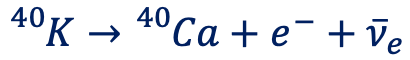 ⁴⁰K → ⁴⁰Ca + e⁻ + ν̄ₑ